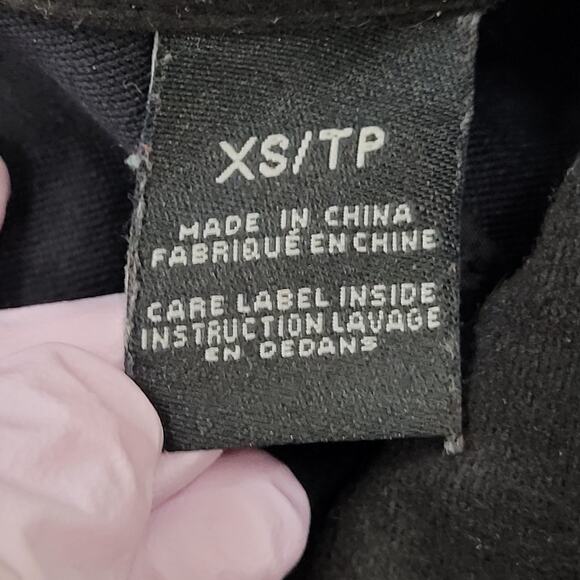 XS/TP
MADE IN CHINA
FABRIQUÉ EN CHINE
CARE LABEL INSIDE
INSTRUCTION LAVAGE
EN DEDANS